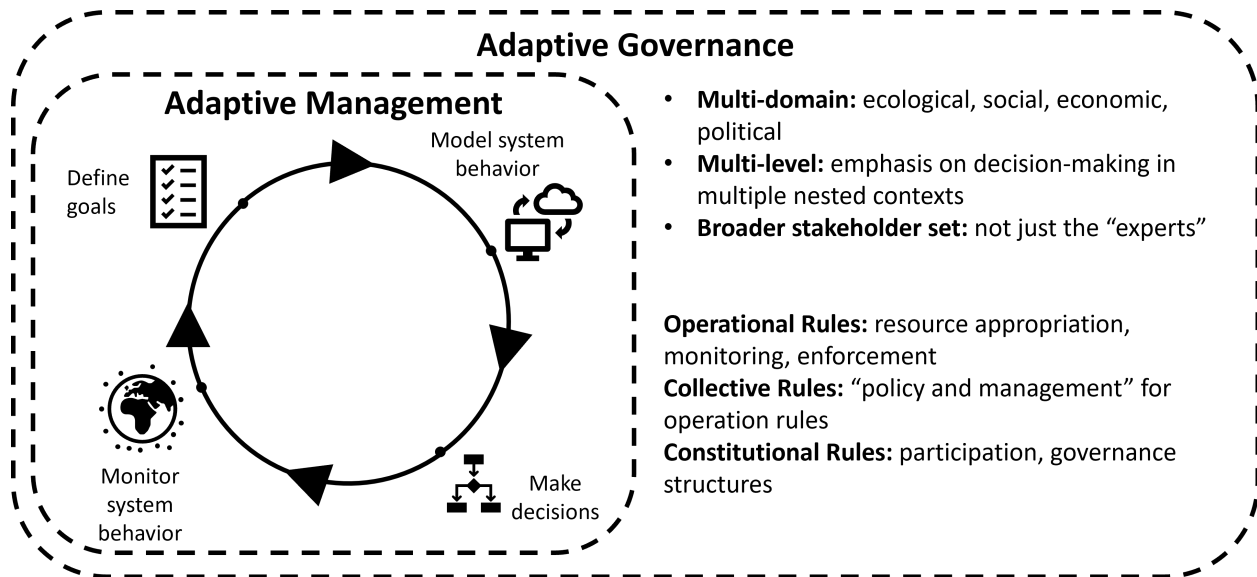 Adaptive Governance
Adaptive Management
Define
goals
Model system
behavior
Make
decisions
Monitor
system
behavior
• Multi-domain: ecological, social, economic,
political
• Multi-level: emphasis on decision-making in
multiple nested contexts
• Broader stakeholder set: not just the “experts”
Operational Rules: resource appropriation,
monitoring, enforcement
Collective Rules: “policy and management” for
operation rules
Constitutional Rules: participation, governance
structures